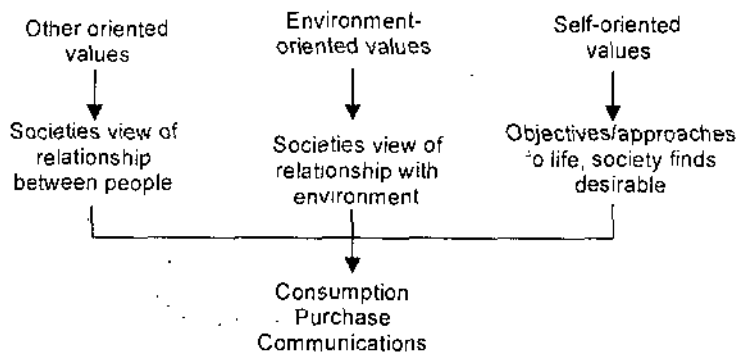 Other oriented
values
Environment-
oriented values
Self-oriented
values
Societies view of
relationship
between people
Societies view of
relationship with
environment
Objectives/approaches
to life, society finds
desirable
Consumption
Purchase
Communications